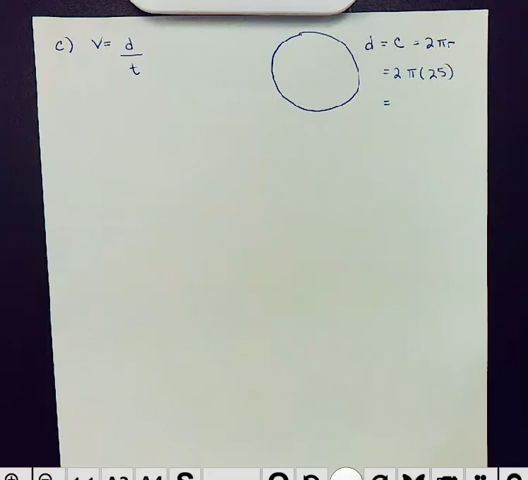 c) V = d/t
d = C = 2πr
= 2π(25)
=